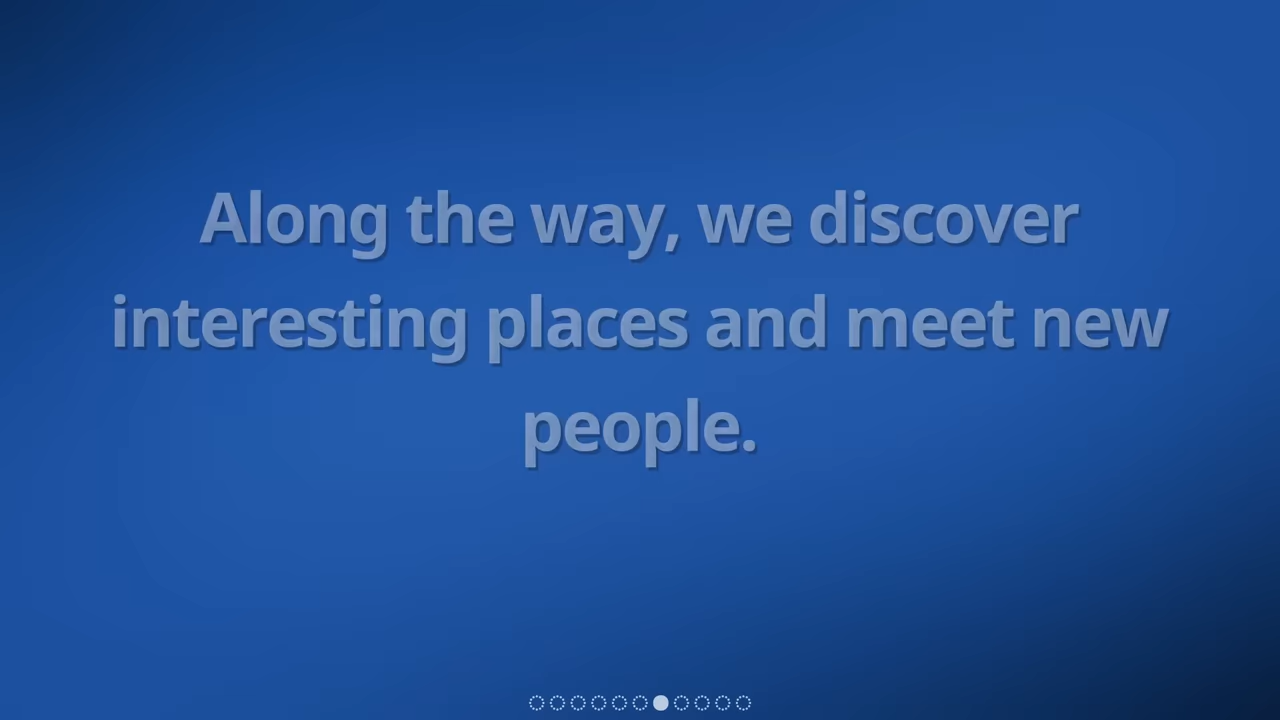 Along the way, we discover
interesting places and meet new
people.